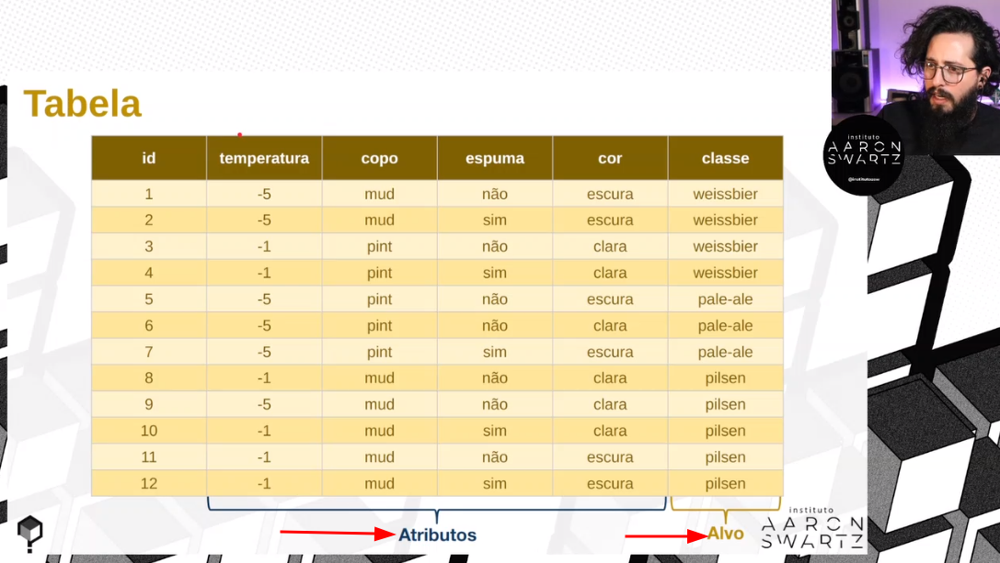 Tabela
id temperatura copo espuma cor classe
1 -5 mud não escura weissbier
2 -5 mud sim escura weissbier
3 -1 pint não clara weissbier
4 -1 pint sim clara weissbier
5 -5 pint não escura pale-ale
6 -5 pint não clara pale-ale
7 -5 pint sim escura pale-ale
8 -1 mud não clara pilsen
9 -5 mud não clara pilsen
10 -1 mud sim clara pilsen
11 -1 mud não escura pilsen
12 -1 mud sim escura pilsen
Atributos Alvo
instituto
AARON
SWARTZ
instituto
AARON
SWARTZ